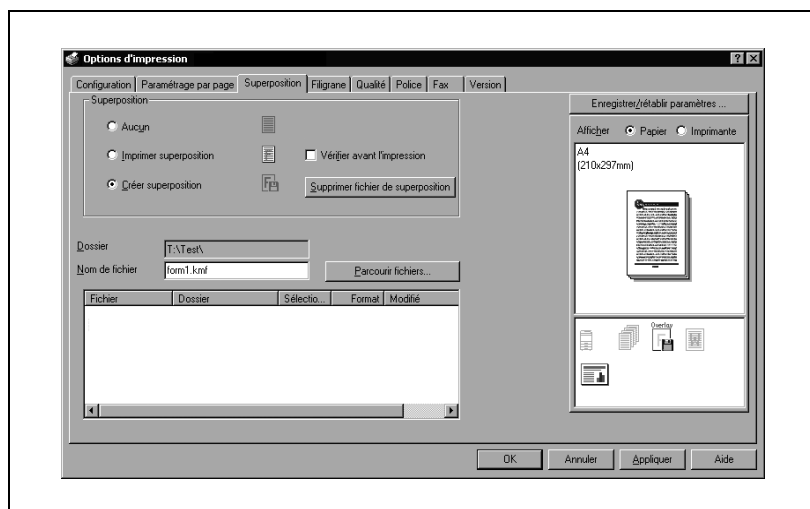 Options d'impression
Configuration Paramétrage par page Superposition Filigrane Qualité Police Fax Version
Superposition
Aucun
Imprimer superposition
Vérifier avant l'impression
Créer superposition
Supprimer fichier de superposition
Dossier
T:\Test\
Nom de fichier
form1.kmf
Parcourir fichiers...
Fichier Dossier Sélectio... Format Modifié
Enregistrer/rétablir paramètres ...
Afficher Papier Imprimante
A4
(210x297mm)
Overlay
OK Annuler Appliquer Aide